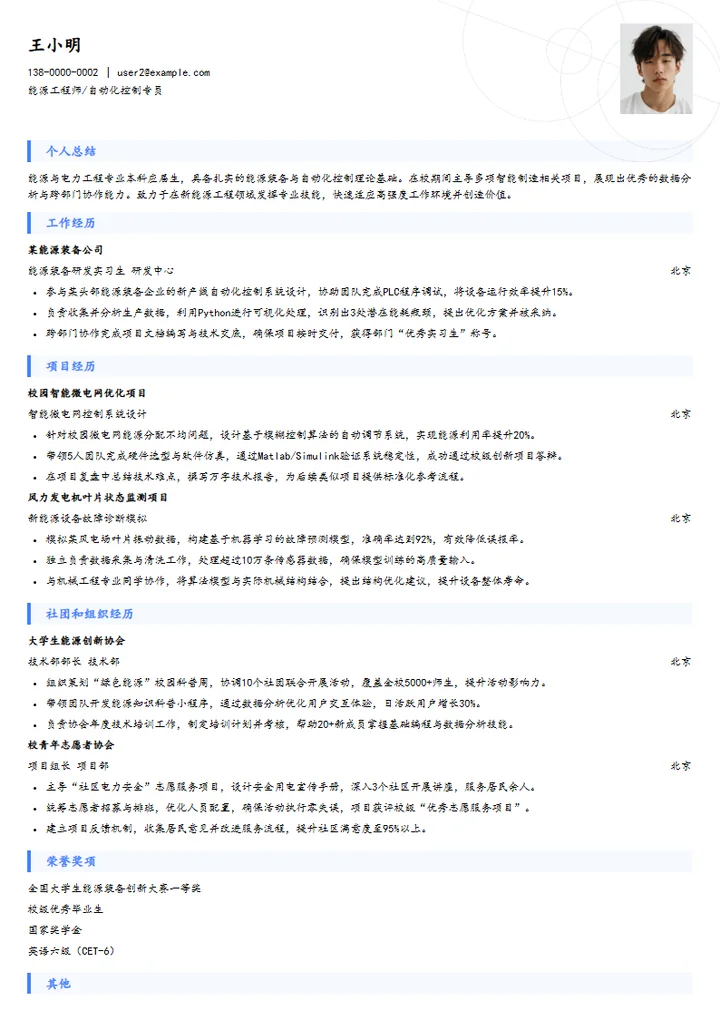 王小明
138-0000-0002 | user2@example.com
能源工程师/自动化控制专员
个人总结
能源与电力工程专业本科应届生，具备扎实的能源装备与自动化控制理论基础。在校期间主导多项智能制造相关项目，展现出优秀的数据分
析与跨部门协作能力。致力于在新能源工程领域发挥专业技能，快速适应高强度工作环境并创造价值。
工作经历
某能源装备公司
能源装备研发实习生 研发中心 北京
• 参与某头部能源装备企业的新产线自动化控制系统设计，协助团队完成PLC程序调试，将设备运行效率提升15%。
• 负责收集并分析生产数据，利用Python进行可视化处理，识别出3处潜在能耗瓶颈，提出优化方案并被采纳。
• 跨部门协作完成项目文档编写与技术交底，确保项目按时交付，获得部门“优秀实习生”称号。
项目经历
校园智能微电网优化项目
智能微电网控制系统设计 北京
• 针对校园微电网能源分配不均问题，设计基于模糊控制算法的自动调节系统，实现能源利用率提升20%。
• 带领5人团队完成硬件选型与软件仿真，通过Matlab/Simulink验证系统稳定性，成功通过校级创新项目答辩。
• 在项目复盘中总结技术难点，撰写万字技术报告，为后续类似项目提供标准化参考流程。
风力发电机叶片状态监测项目
新能源设备故障诊断模拟 北京
• 模拟某风电场叶片振动数据，构建基于机器学习的故障预测模型，准确率达到92%，有效降低误报率。
• 独立负责数据采集与清洗工作，处理超过10万条传感器数据，确保模型训练的高质量输入。
• 与机械工程专业同学协作，将算法模型与实际机械结构结合，提出结构优化建议，提升设备整体寿命。
社团和组织经历
大学生能源创新协会
技术部部长 技术部 北京
• 组织策划“绿色能源”校园科普周，协调10个社团联合开展活动，覆盖全校5000+师生，提升活动影响力。
• 带领团队开发能源知识科普小程序，通过数据分析优化用户交互体验，日活跃用户增长30%。
• 负责协会年度技术培训工作，制定培训计划并考核，帮助20+新成员掌握基础编程与数据分析技能。
校青年志愿者协会
项目组长 项目部 北京
• 主导“社区电力安全”志愿服务项目，设计安全用电宣传手册，深入3个社区开展讲座，服务居民余人。
• 统筹志愿者招募与排班，优化人员配置，确保活动执行零失误，项目获评校级“优秀志愿服务项目”。
• 建立项目反馈机制，收集居民意见并改进服务流程，提升社区满意度至95%以上。
荣誉奖项
全国大学生能源装备创新大赛一等奖
校级优秀毕业生
国家奖学金
英语六级（CET-6）
其他